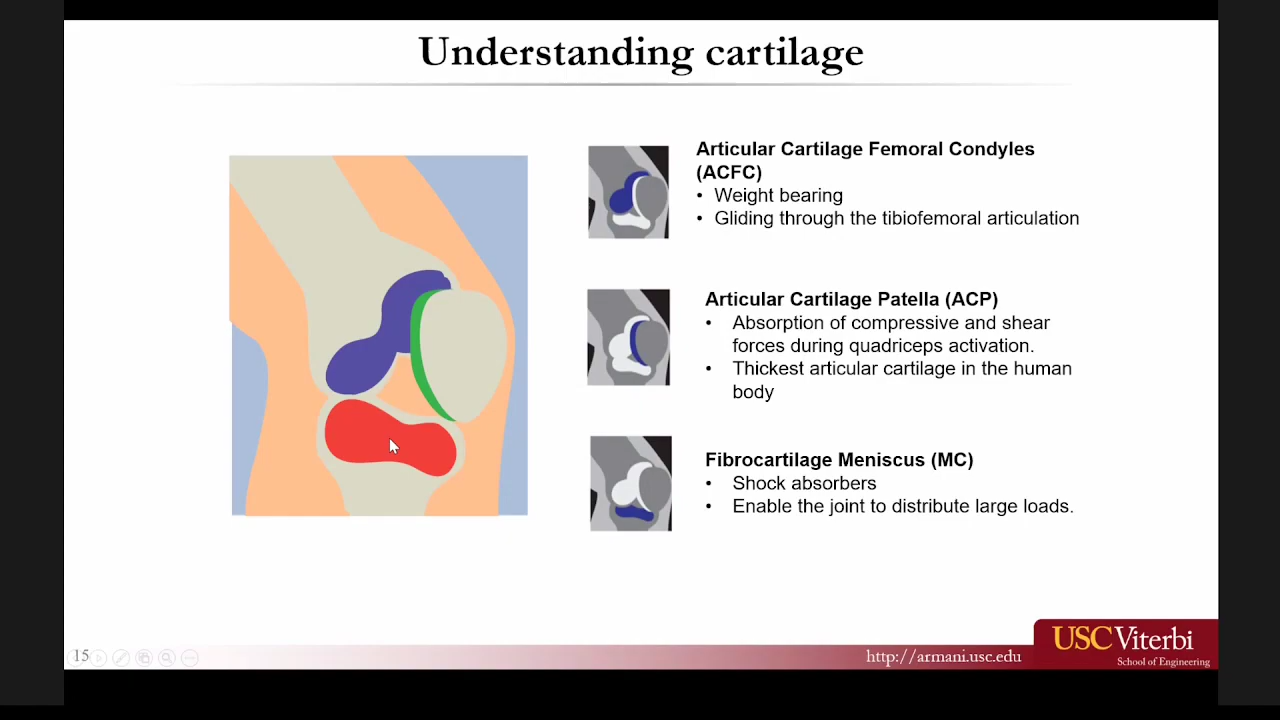 Understanding cartilage
Articular Cartilage Femoral Condyles
(ACFC)
• Weight bearing
• Gliding through the tibiofemoral articulation
Articular Cartilage Patella (ACP)
• Absorption of compressive and shear
forces during quadriceps activation.
• Thickest articular cartilage in the human
body
Fibrocartilage Meniscus (MC)
• Shock absorbers
• Enable the joint to distribute large loads.
15
http://armani.usc.edu
USC Viterbi
School of Engineering